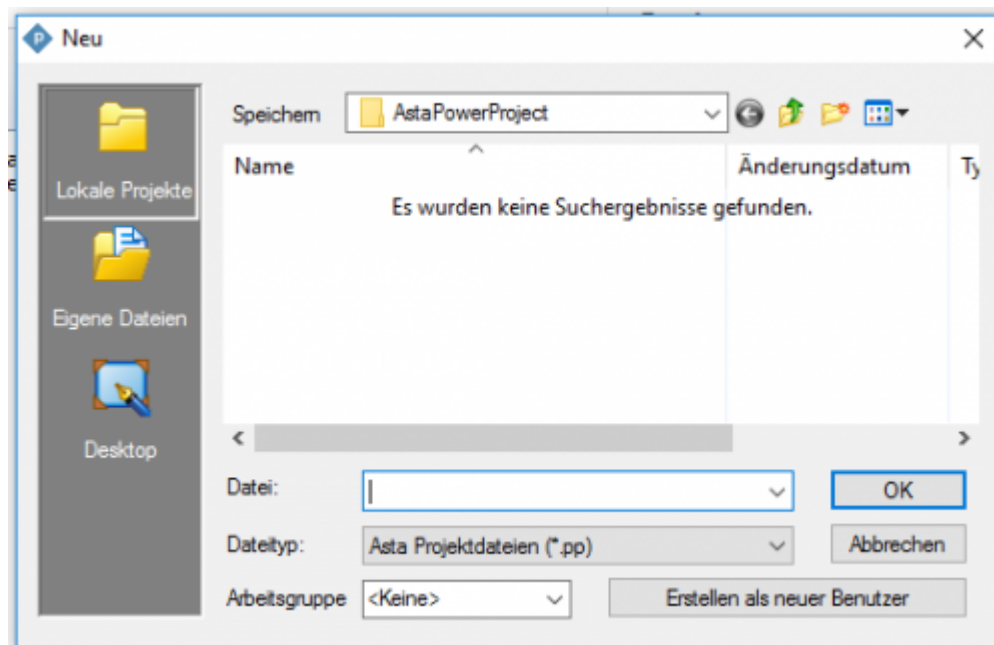 Neu
Speichern
AstaPowerProject
Name
Änderungsdatum
Ty
Es wurden keine Suchergebnisse gefunden.
Lokale Projekte
Eigene Dateien
Desktop
Datei:
OK
Dateityp:
Asta Projektdateien (*.pp)
Abbrechen
Arbeitsgruppe
<Keine>
Erstellen als neuer Benutzer